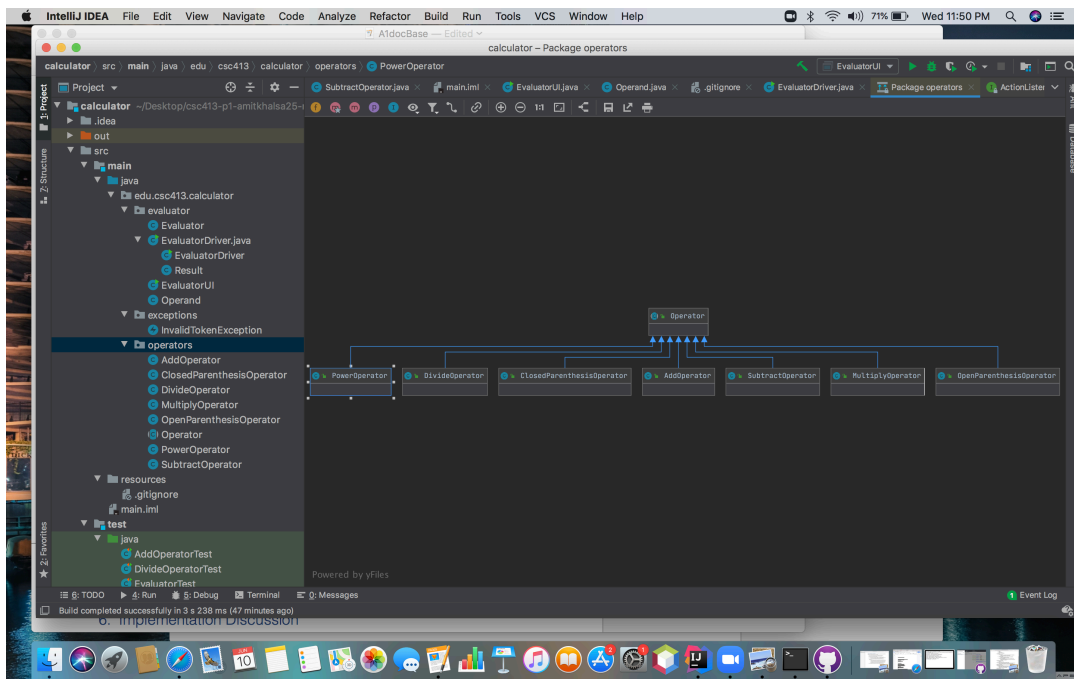 IntelliJ IDEA File Edit View Navigate Code Analyze Refactor Build Run Tools VCS Window Help 71% Wed 11:50 PM
A1docBase — Edited
calculator – Package operators
calculator src main java edu csc413 calculator operators PowerOperator EvaluatorUI
Project SubtractOperator.java main.iml EvaluatorUI.java Operand.java .gitignore EvaluatorDriver.java Package operators ActionLister
1: Project
Z: Structure
2: Favorites
Database
calculator ~/Desktop/csc413-p1-amitkhalsa25-
.idea
out
src
main
java
edu.csc413.calculator
evaluator
Evaluator
EvaluatorDriver.java
EvaluatorDriver
Result
EvaluatorUI
Operand
exceptions
InvalidTokenException
operators
AddOperator
ClosedParenthesisOperator
DivideOperator
MultiplyOperator
OpenParenthesisOperator
Operator
PowerOperator
SubtractOperator
resources
.gitignore
main.iml
test
java
AddOperatorTest
DivideOperatorTest
EvaluatorTest
1:1
Operator
PowerOperator DivideOperator ClosedParenthesisOperator AddOperator SubtractOperator MultiplyOperator OpenParenthesisOperator
Powered by yFiles
6: TODO 4: Run 5: Debug Terminal 0: Messages 1 Event Log
Build completed successfully in 3 s 238 ms (47 minutes ago)
6. Implementation Discussion
JUN
10
2
1